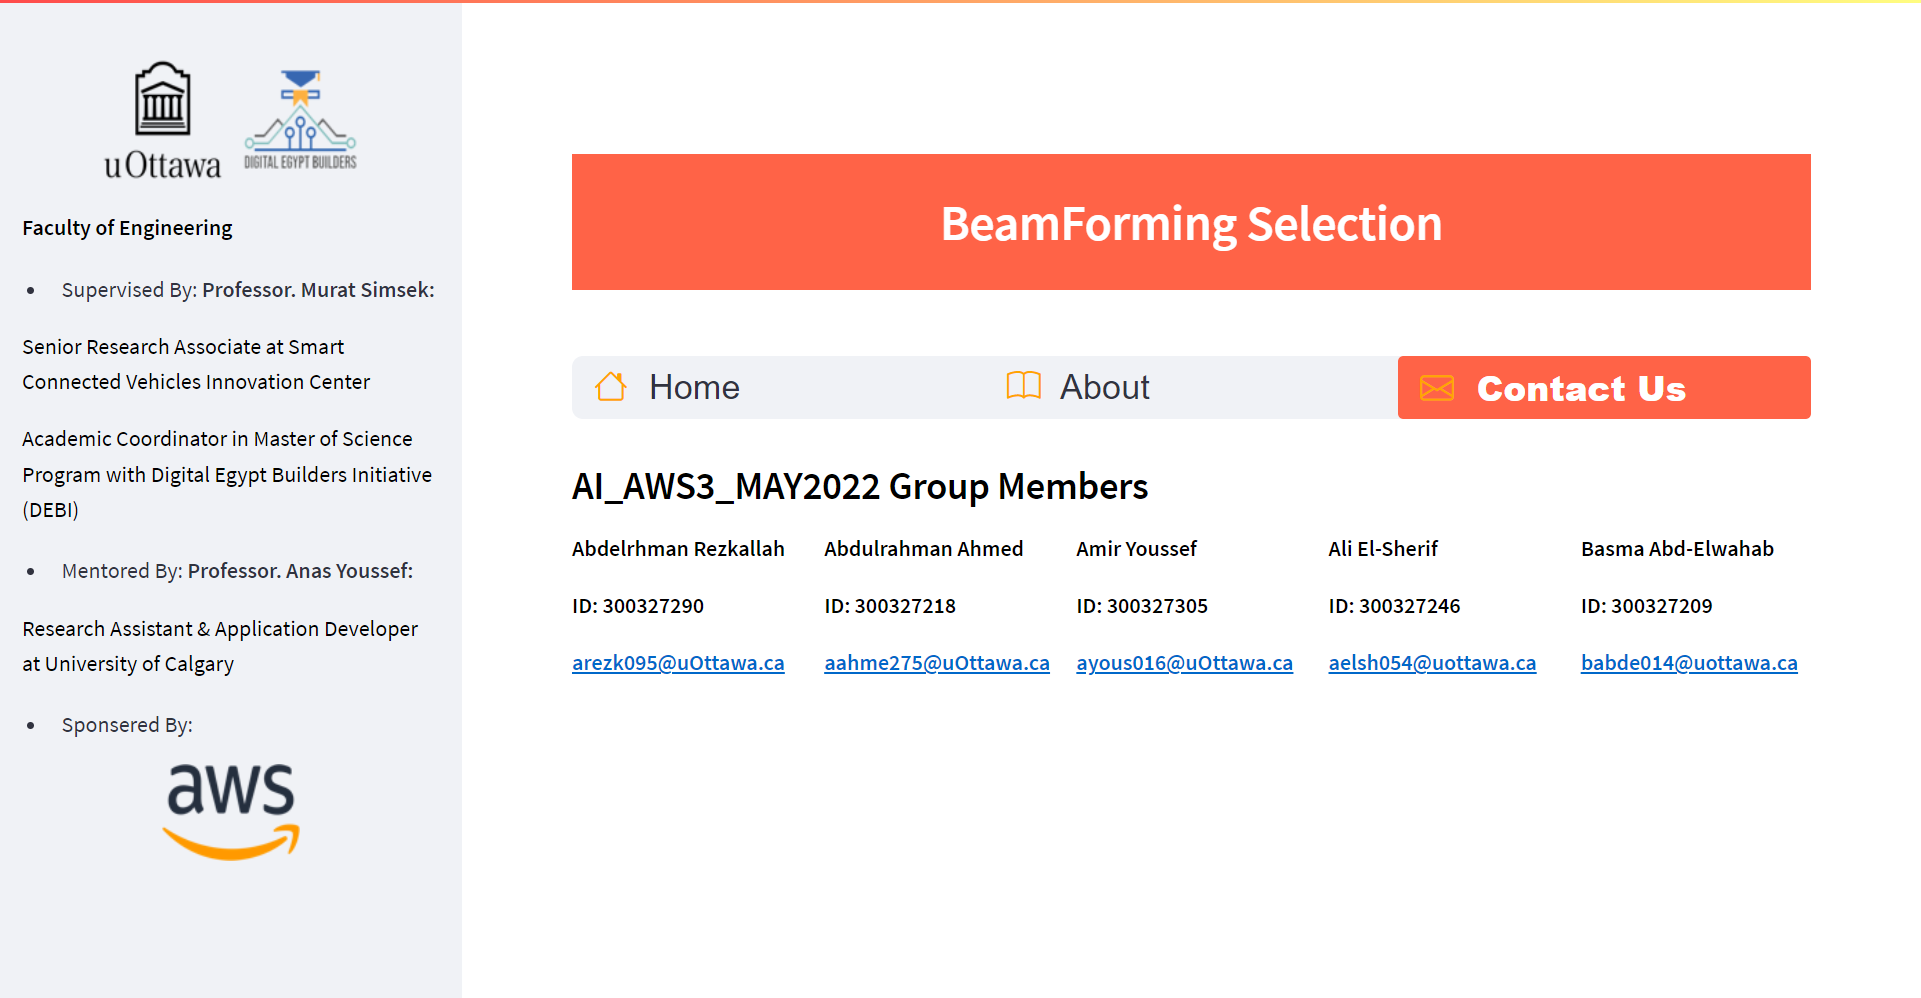 uOttawa
DIGITAL EGYPT BUILDERS
Faculty of Engineering
• Supervised By: Professor. Murat Simsek:
Senior Research Associate at Smart
Connected Vehicles Innovation Center
Academic Coordinator in Master of Science
Program with Digital Egypt Builders Initiative
(DEBI)
• Mentored By: Professor. Anas Youssef:
Research Assistant & Application Developer
at University of Calgary
• Sponsered By:
aws
BeamForming Selection
Home About Contact Us
AI_AWS3_MAY2022 Group Members
Abdelrhman Rezkallah Abdulrahman Ahmed Amir Youssef Ali El-Sherif Basma Abd-Elwahab
ID: 300327290 ID: 300327218 ID: 300327305 ID: 300327246 ID: 300327209
arezk095@uOttawa.ca aahme275@uOttawa.ca ayous016@uOttawa.ca aelsh054@uottawa.ca babde014@uottawa.ca